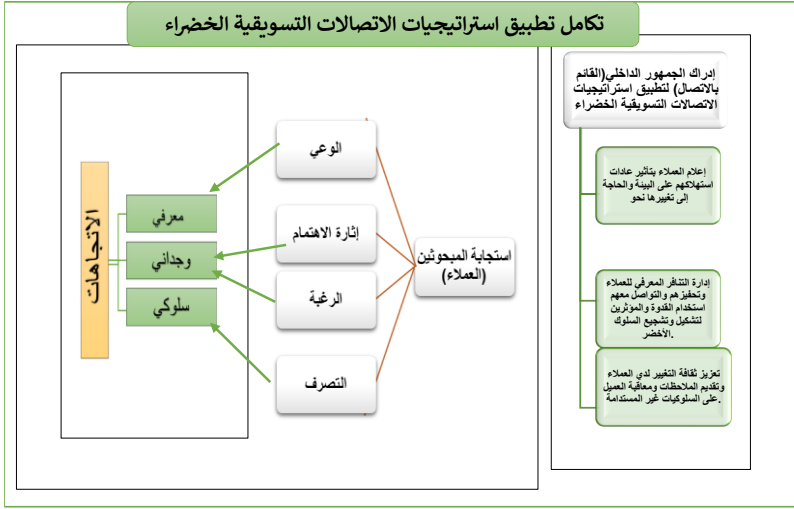 تكامل تطبيق استراتيجيات الاتصالات التسويقية الخضراء
إدراك الجمهور الداخلي(القائم
بالاتصال) لتطبيق استراتيجيات
الاتصالات التسويقية الخضراء
إعلام العملاء بتأثير عادات
استهلاكهم على البيئة والحاجة
إلى تغييرها نحو
إدارة التنافر المعرفي للعملاء
وتحفيزهم والتواصل معهم
استخدام القدوة والمؤثرين
لتشكيل وتشجيع السلوك
الأخضر.
تعزيز ثقافة التغيير لدي العملاء
وتقديم الملاحظات ومعاقبة العميل
على السلوكيات غير المستدامة.
استجابة المبحوثين
(العملاء)
الوعي
إثارة الاهتمام
الرغبة
التصرف
معرفي
وجداني
سلوكي
الاتجاهات